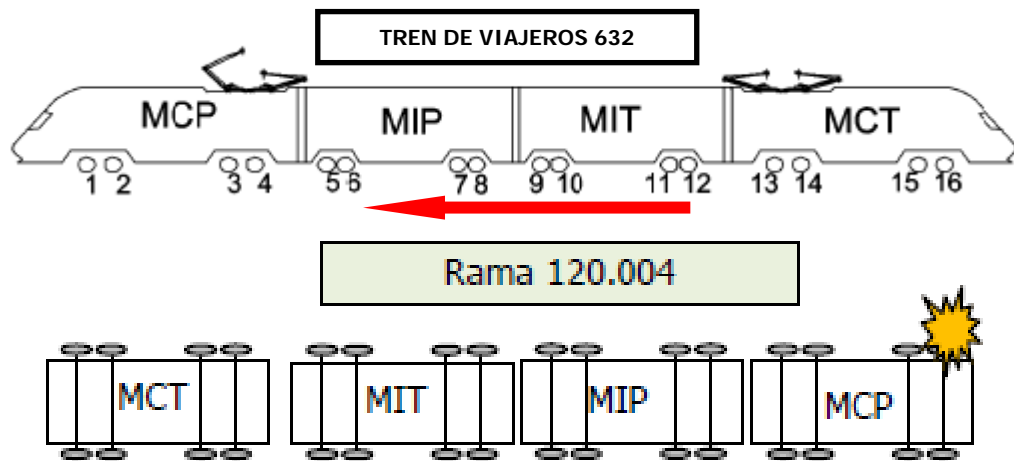 TREN DE VIAJEROS 632
MCP MIP MIT MCT
1 2 3 4 5 6 7 8 9 10 11 12 13 14 15 16
Rama 120.004
MCT MIT MIP MCP